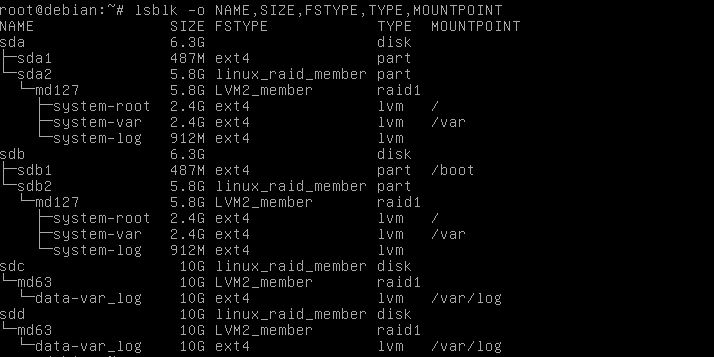 root@debian:~# lsblk -o NAME,SIZE,FSTYPE,TYPE,MOUNTPOINT
NAME                  SIZE FSTYPE            TYPE  MOUNTPOINT
sda                   6.3G                   disk
├─sda1                487M ext4              part
└─sda2                5.8G linux_raid_member part
  └─md127             5.8G LVM2_member       raid1
    ├─system-root     2.4G ext4              lvm   /
    ├─system-var      2.4G ext4              lvm   /var
    └─system-log      912M ext4              lvm
sdb                   6.3G                   disk
├─sdb1                487M ext4              part  /boot
└─sdb2                5.8G linux_raid_member part
  └─md127             5.8G LVM2_member       raid1
    ├─system-root     2.4G ext4              lvm   /
    ├─system-var      2.4G ext4              lvm   /var
    └─system-log      912M ext4              lvm
sdc                    10G linux_raid_member disk
└─md63                 10G LVM2_member       raid1
  └─data-var_log       10G ext4              lvm   /var/log
sdd                    10G linux_raid_member disk
└─md63                 10G LVM2_member       raid1
  └─data-var_log       10G ext4              lvm   /var/log